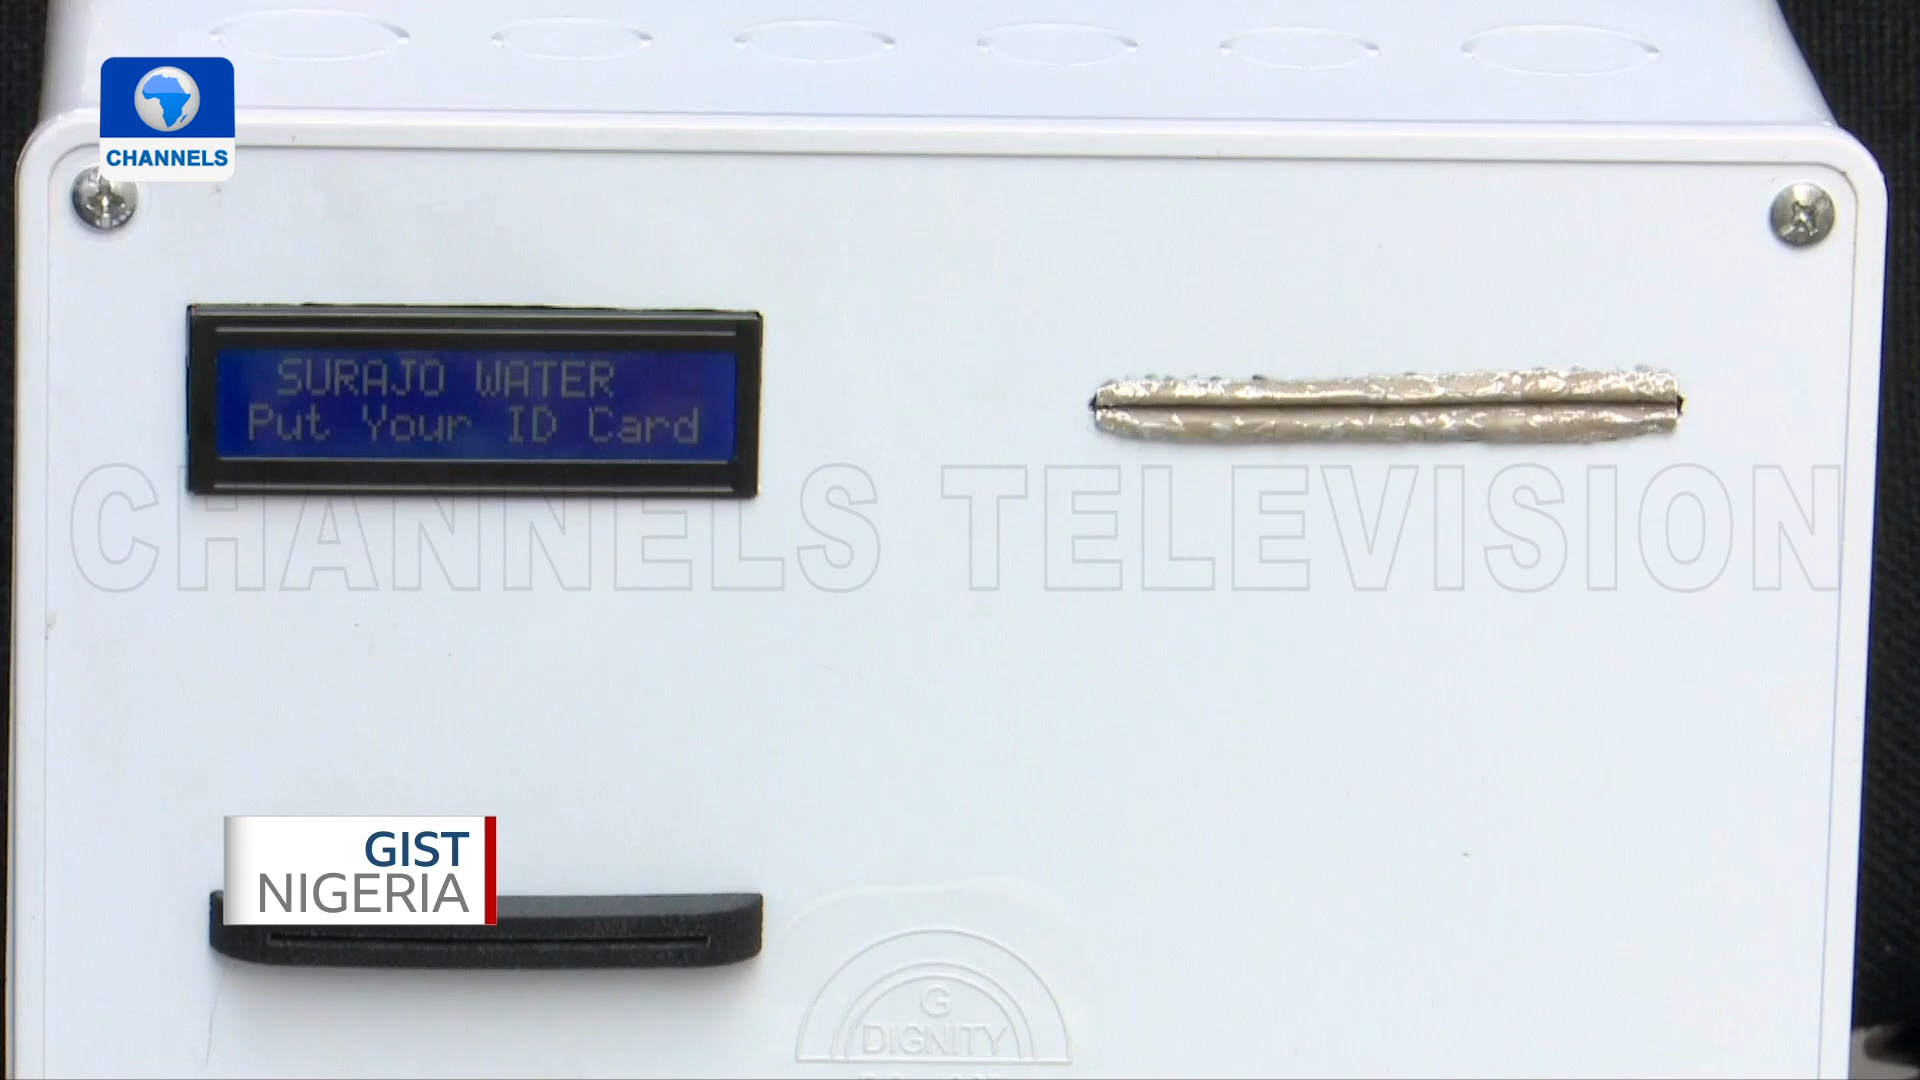 CHANNELS
SURAJO WATER
Put Your ID Card
CHANNELS TELEVISION
GIST
NIGERIA
G
DIGNITY